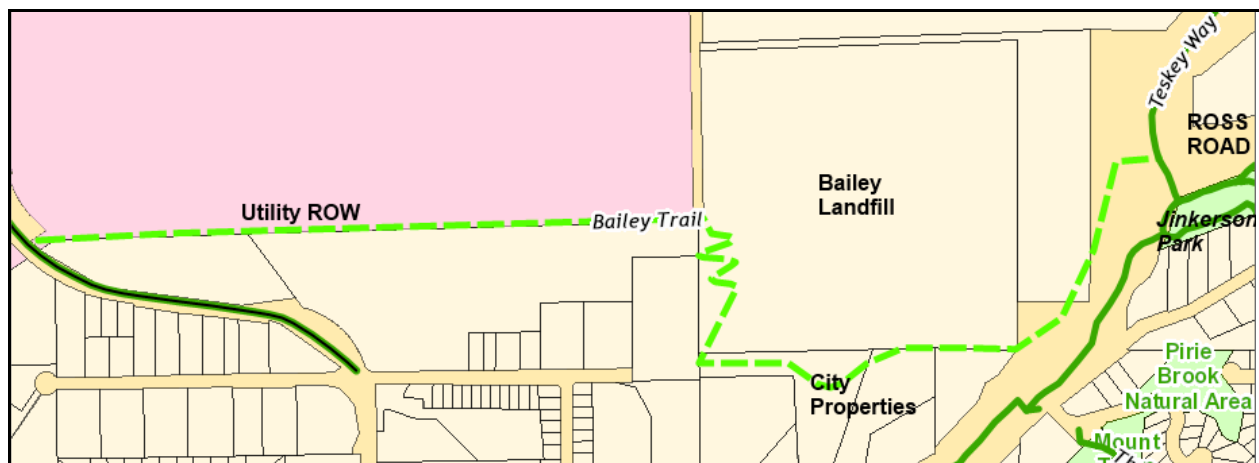 Teskey Way
ROSS
ROAD
Bailey
Landfill
Utility ROW
Bailey Trail
Jinkerson
Park
Pirie
Brook
Natural Area
City
Properties
Mount